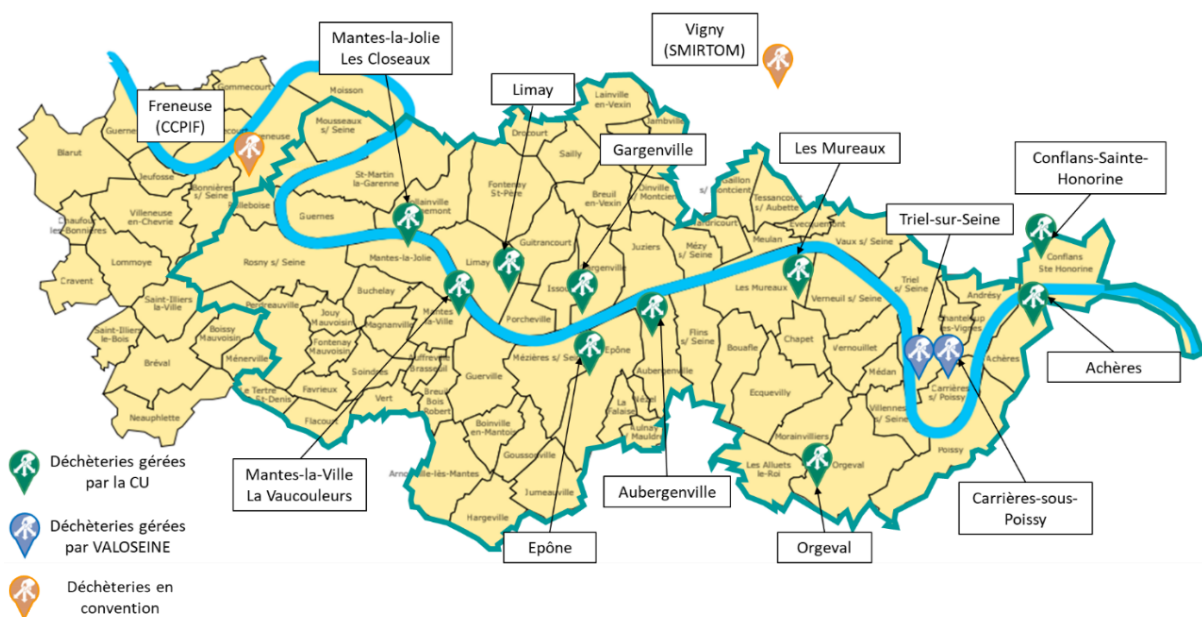 Mantes-la-Jolie
Les Closeaux
Vigny
(SMIRTOM)
Freneuse
(CCPIF)
Limay
Gargenville
Les Mureaux
Conflans-Sainte-
Honorine
Triel-sur-Seine
Achères
Carrières-sous-
Poissy
Orgeval
Aubergenville
Epône
Mantes-la-Ville
La Vaucouleurs
Gommecourt
Moisson
Mousseaux
s/ Seine
Blaru
Jeufosse
Bonnières
s/ Seine
Villeneuve
en-Chevrie
Chaufour
les-Bonnières
Lommoye
Cravent
Saint-Illiers
la-Ville
Saint-Illiers
le-Bois
Boissy
Mauvoisin
Bréval
Ménerville
Neauphlette
Le Tertre
St-Denis
Flacourt
Favrieux
Fontenay
Mauvoisin
Jouy
Mauvoisin
Perdreauville
Rosny s/ Seine
Guernes
St-Martin
la-Garenne
Mantes-la-Jolie
Buchelay
Magnanville
Soindres
Vert
Auffreville
Brasseuil
Breuil
Bois
Robert
Mantes
la-Ville
Limay
Fontenay
St-Père
Drocourt
Sailly
Lainville
en-Vexin
Jambville
Breuil
en-Vexin
Oinville
s/ Montcient
Gaillon
s/ Montcient
Tessancourt
s/ Aubette
Evecquemont
Guitrancourt
Porcheville
Juziers
Mézy
s/ Seine
Meulan
Vaux s/ Seine
Les Mureaux
Verneuil s/ Seine
Triel
s/ Seine
Andrésy
Chanteloup
les-Vignes
Conflans
Ste Honorine
Achères
Carrières
s/ Poissy
Poissy
Médan
Villennes
s/ Seine
Vernouillet
Chapet
Bouafle
Flins
s/ Seine
Ecquevilly
Morainvilliers
Orgeval
Les Alluets
le-Roi
Aubergenville
Epône
La
Falaise
Nézel
Aulnay
s/ Mauldre
Guerville
Boinville
en-Mantois
Goussonville
Jumeauville
Hargeville
Déchèteries gérées
par la CU
Déchèteries gérées
par VALOSEINE
Déchèteries en
convention